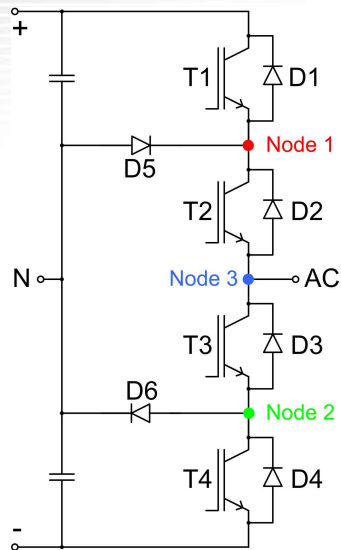 +
T1
D1
Node 1
D5
T2
D2
N
Node 3
AC
T3
D3
D6
Node 2
T4
D4
-